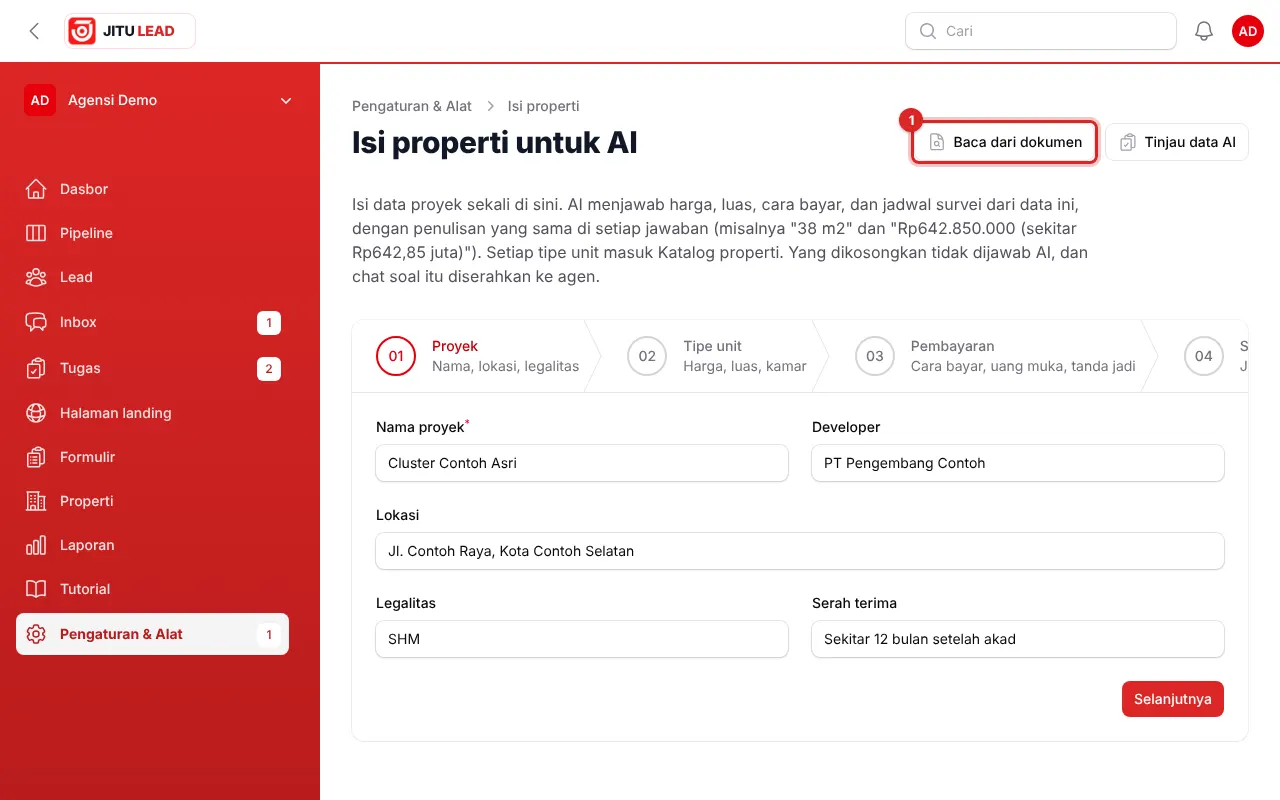 JITU LEAD
Cari
AD
AD
Agensi Demo
Dasbor
Pipeline
Lead
Inbox
1
Tugas
2
Halaman landing
Formulir
Properti
Laporan
Tutorial
Pengaturan & Alat
1
Pengaturan & Alat
Isi properti
Isi properti untuk AI
1
Baca dari dokumen
Tinjau data AI
Isi data proyek sekali di sini. AI menjawab harga, luas, cara bayar, dan jadwal survei dari data ini,
dengan penulisan yang sama di setiap jawaban (misalnya "38 m2" dan "Rp642.850.000 (sekitar
Rp642,85 juta)"). Setiap tipe unit masuk Katalog properti. Yang dikosongkan tidak dijawab AI, dan
chat soal itu diserahkan ke agen.
01
Proyek
Nama, lokasi, legalitas
02
Tipe unit
Harga, luas, kamar
03
Pembayaran
Cara bayar, uang muka, tanda jadi
04
S
J
Nama proyek*
Developer
Cluster Contoh Asri
PT Pengembang Contoh
Lokasi
Jl. Contoh Raya, Kota Contoh Selatan
Legalitas
Serah terima
SHM
Sekitar 12 bulan setelah akad
Selanjutnya